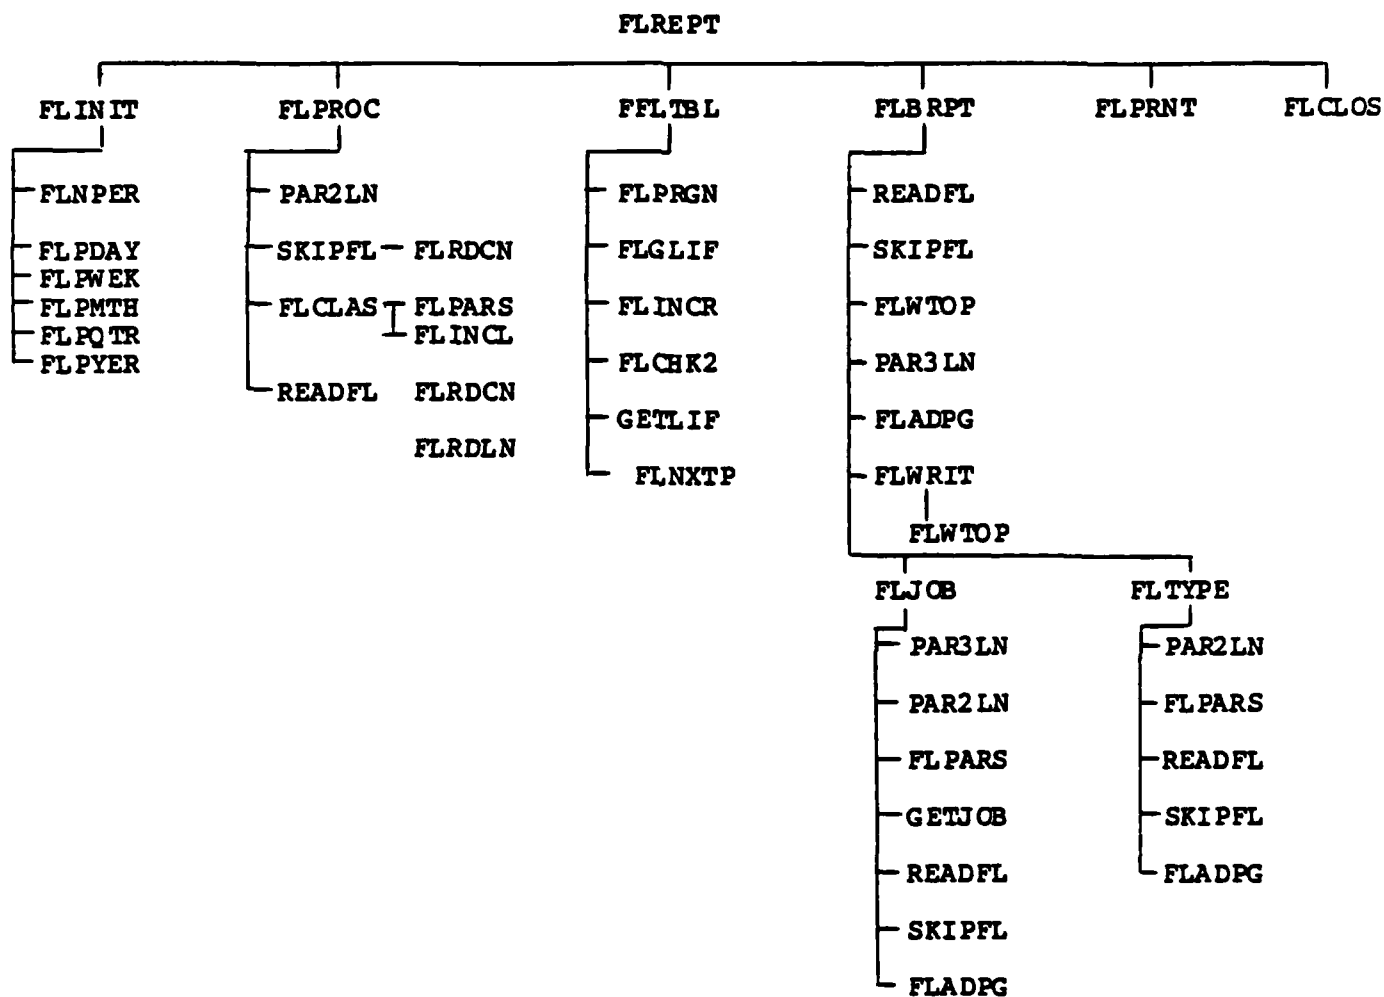 FLREPT
FLINIT FLPROC FFLTBL FLBRPT FLPRNT FLCLOS
FLNPER PAR2LN FLPRGN READFL
FLPDAY SKIPFL FLRDCN FLGLIF SKIPFL
FLPWEK
FLPMTH FLCLAS FLPARS FLINCR FLWTOP
FLPQTR FLINCL
FLPYER FLCHK2 PAR3LN
READFL FLRDCN GETLIF FLADPG
FLRDLN
FLNXTP FLWRIT
FLWTOP
FLJOB FLTYPE
PAR3LN PAR2LN
PAR2LN FLPARS
FLPARS READFL
GETJOB SKIPFL
READFL FLADPG
SKIPFL
FLADPG